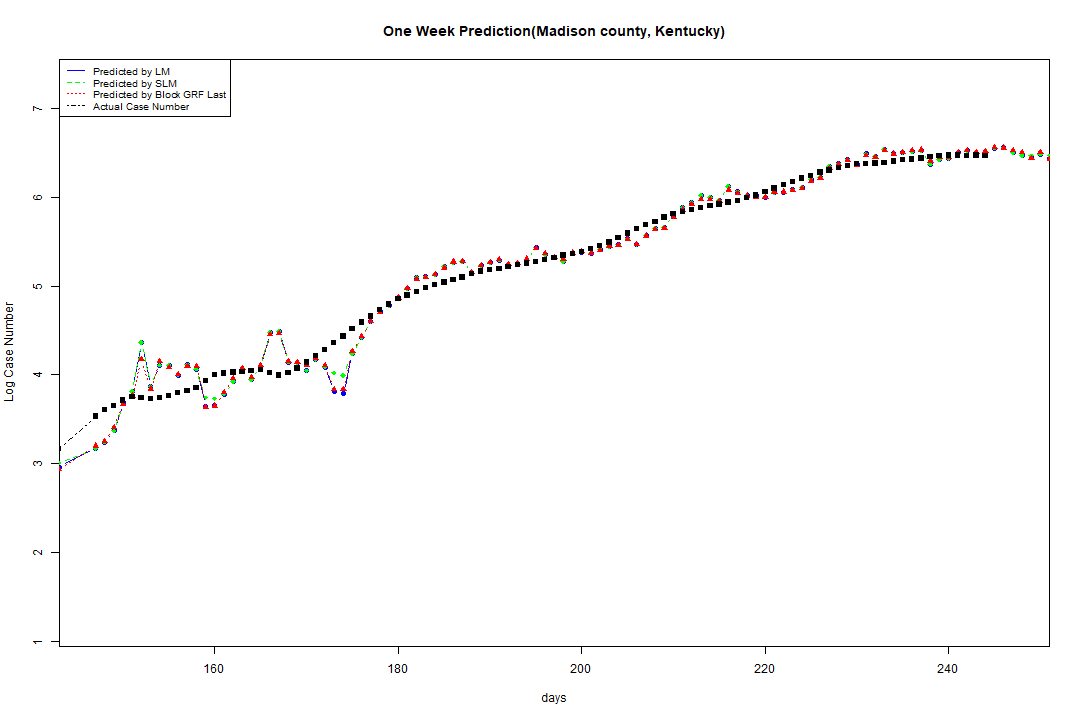 One Week Prediction(Madison county, Kentucky)
Predicted by LM
Predicted by SLM
Predicted by Block GRF Last
Actual Case Number
7
6
5
4
3
2
1
Log Case Number
160 180 200 220 240
days